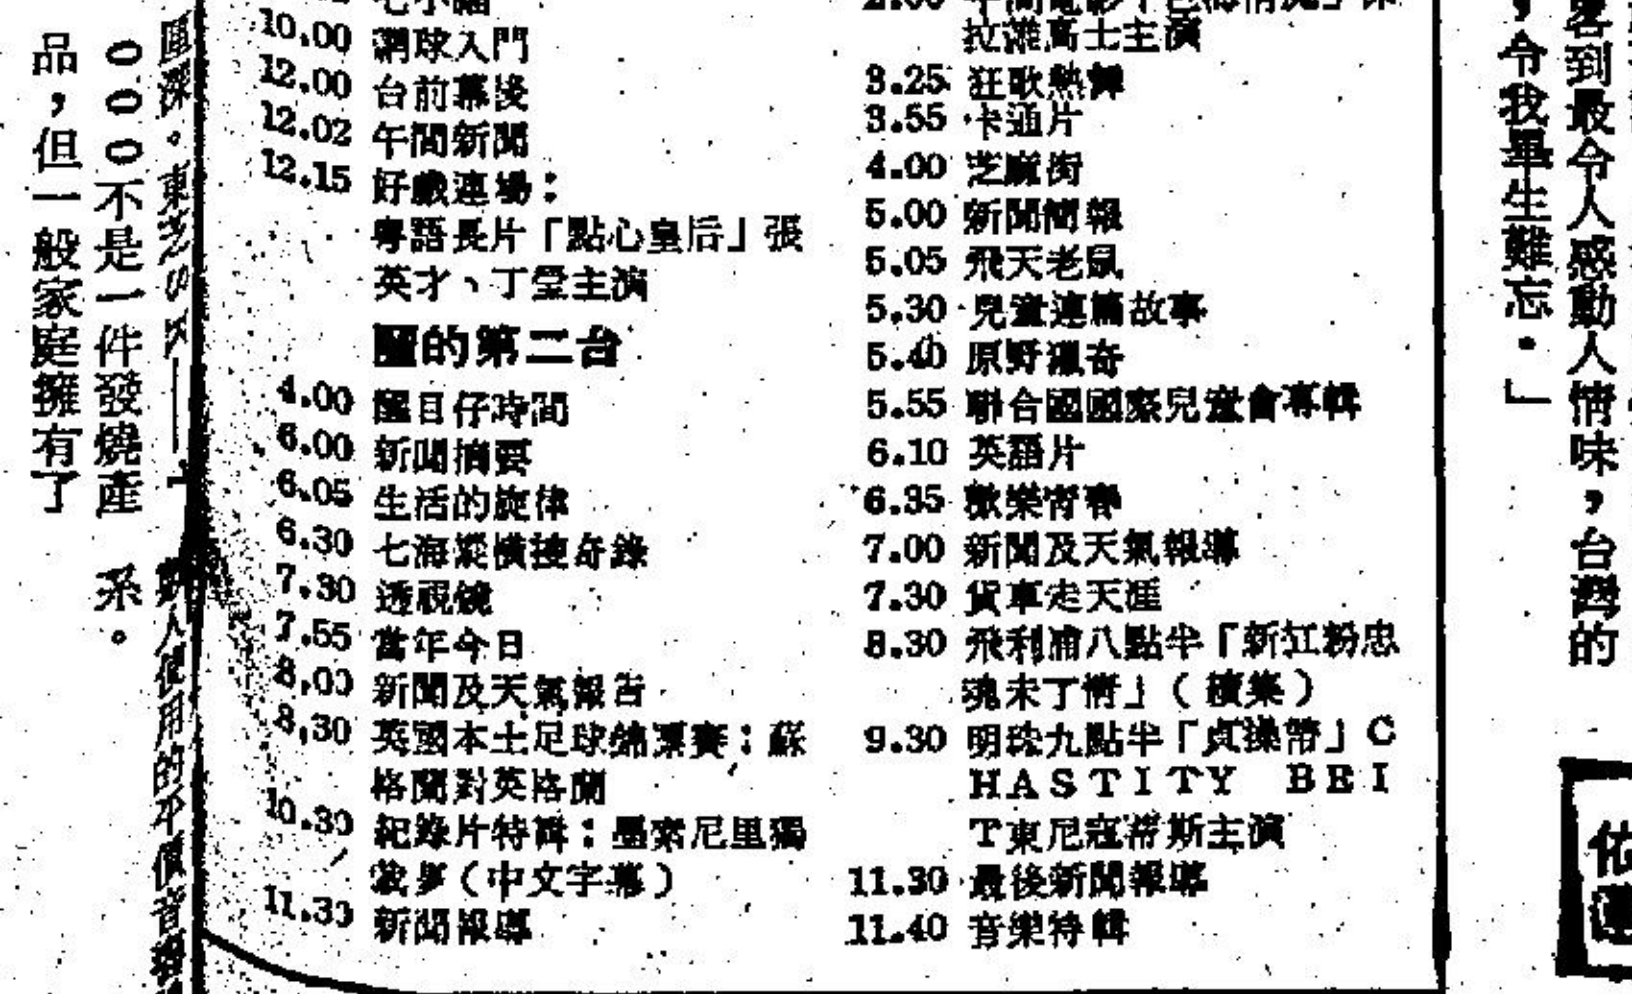 10.00 網球入門
12.00 台前幕後
12.02 午間新聞
12.15 好戲連場：
粵語長片「點心皇后」張
英才、丁瑩主演
麗的第二台
4.00 醒目仔時間
6.00 新聞摘要
6.05 生活的旋律
6.30 七海縱橫搜奇錄
7.30 透視鏡
7.55 當年今日
8.00 新聞及天氣報告
8.30 英國本土足球錦標賽：蘇
格蘭對英格蘭
10.30 紀錄片特輯：墨索尼里獨
裁夢（中文字幕）
11.30 新聞報導
拉灘高士主演
3.25 狂歌熱舞
3.55 卡通片
4.00 芝麻街
5.00 新聞簡報
5.05 飛天老鼠
5.30 兒童連篇故事
5.40 原野獵奇
5.55 聯合國國際兒童會專輯
6.10 英語片
6.35 歡樂青春
7.00 新聞及天氣報導
7.30 貨車走天涯
8.30 飛利浦八點半「新紅粉忠
魂未了情」（續集）
9.30 明珠九點半「貞操帶」C
HASTITY BEI
T東尼寇蒂斯主演
11.30 最後新聞報導
11.40 音樂特輯
到最令人感動人情味，台灣的
，令我畢生難忘．」
０００不是一件發燒產
品，但一般家庭擁有了
系。
人使用的平價音響